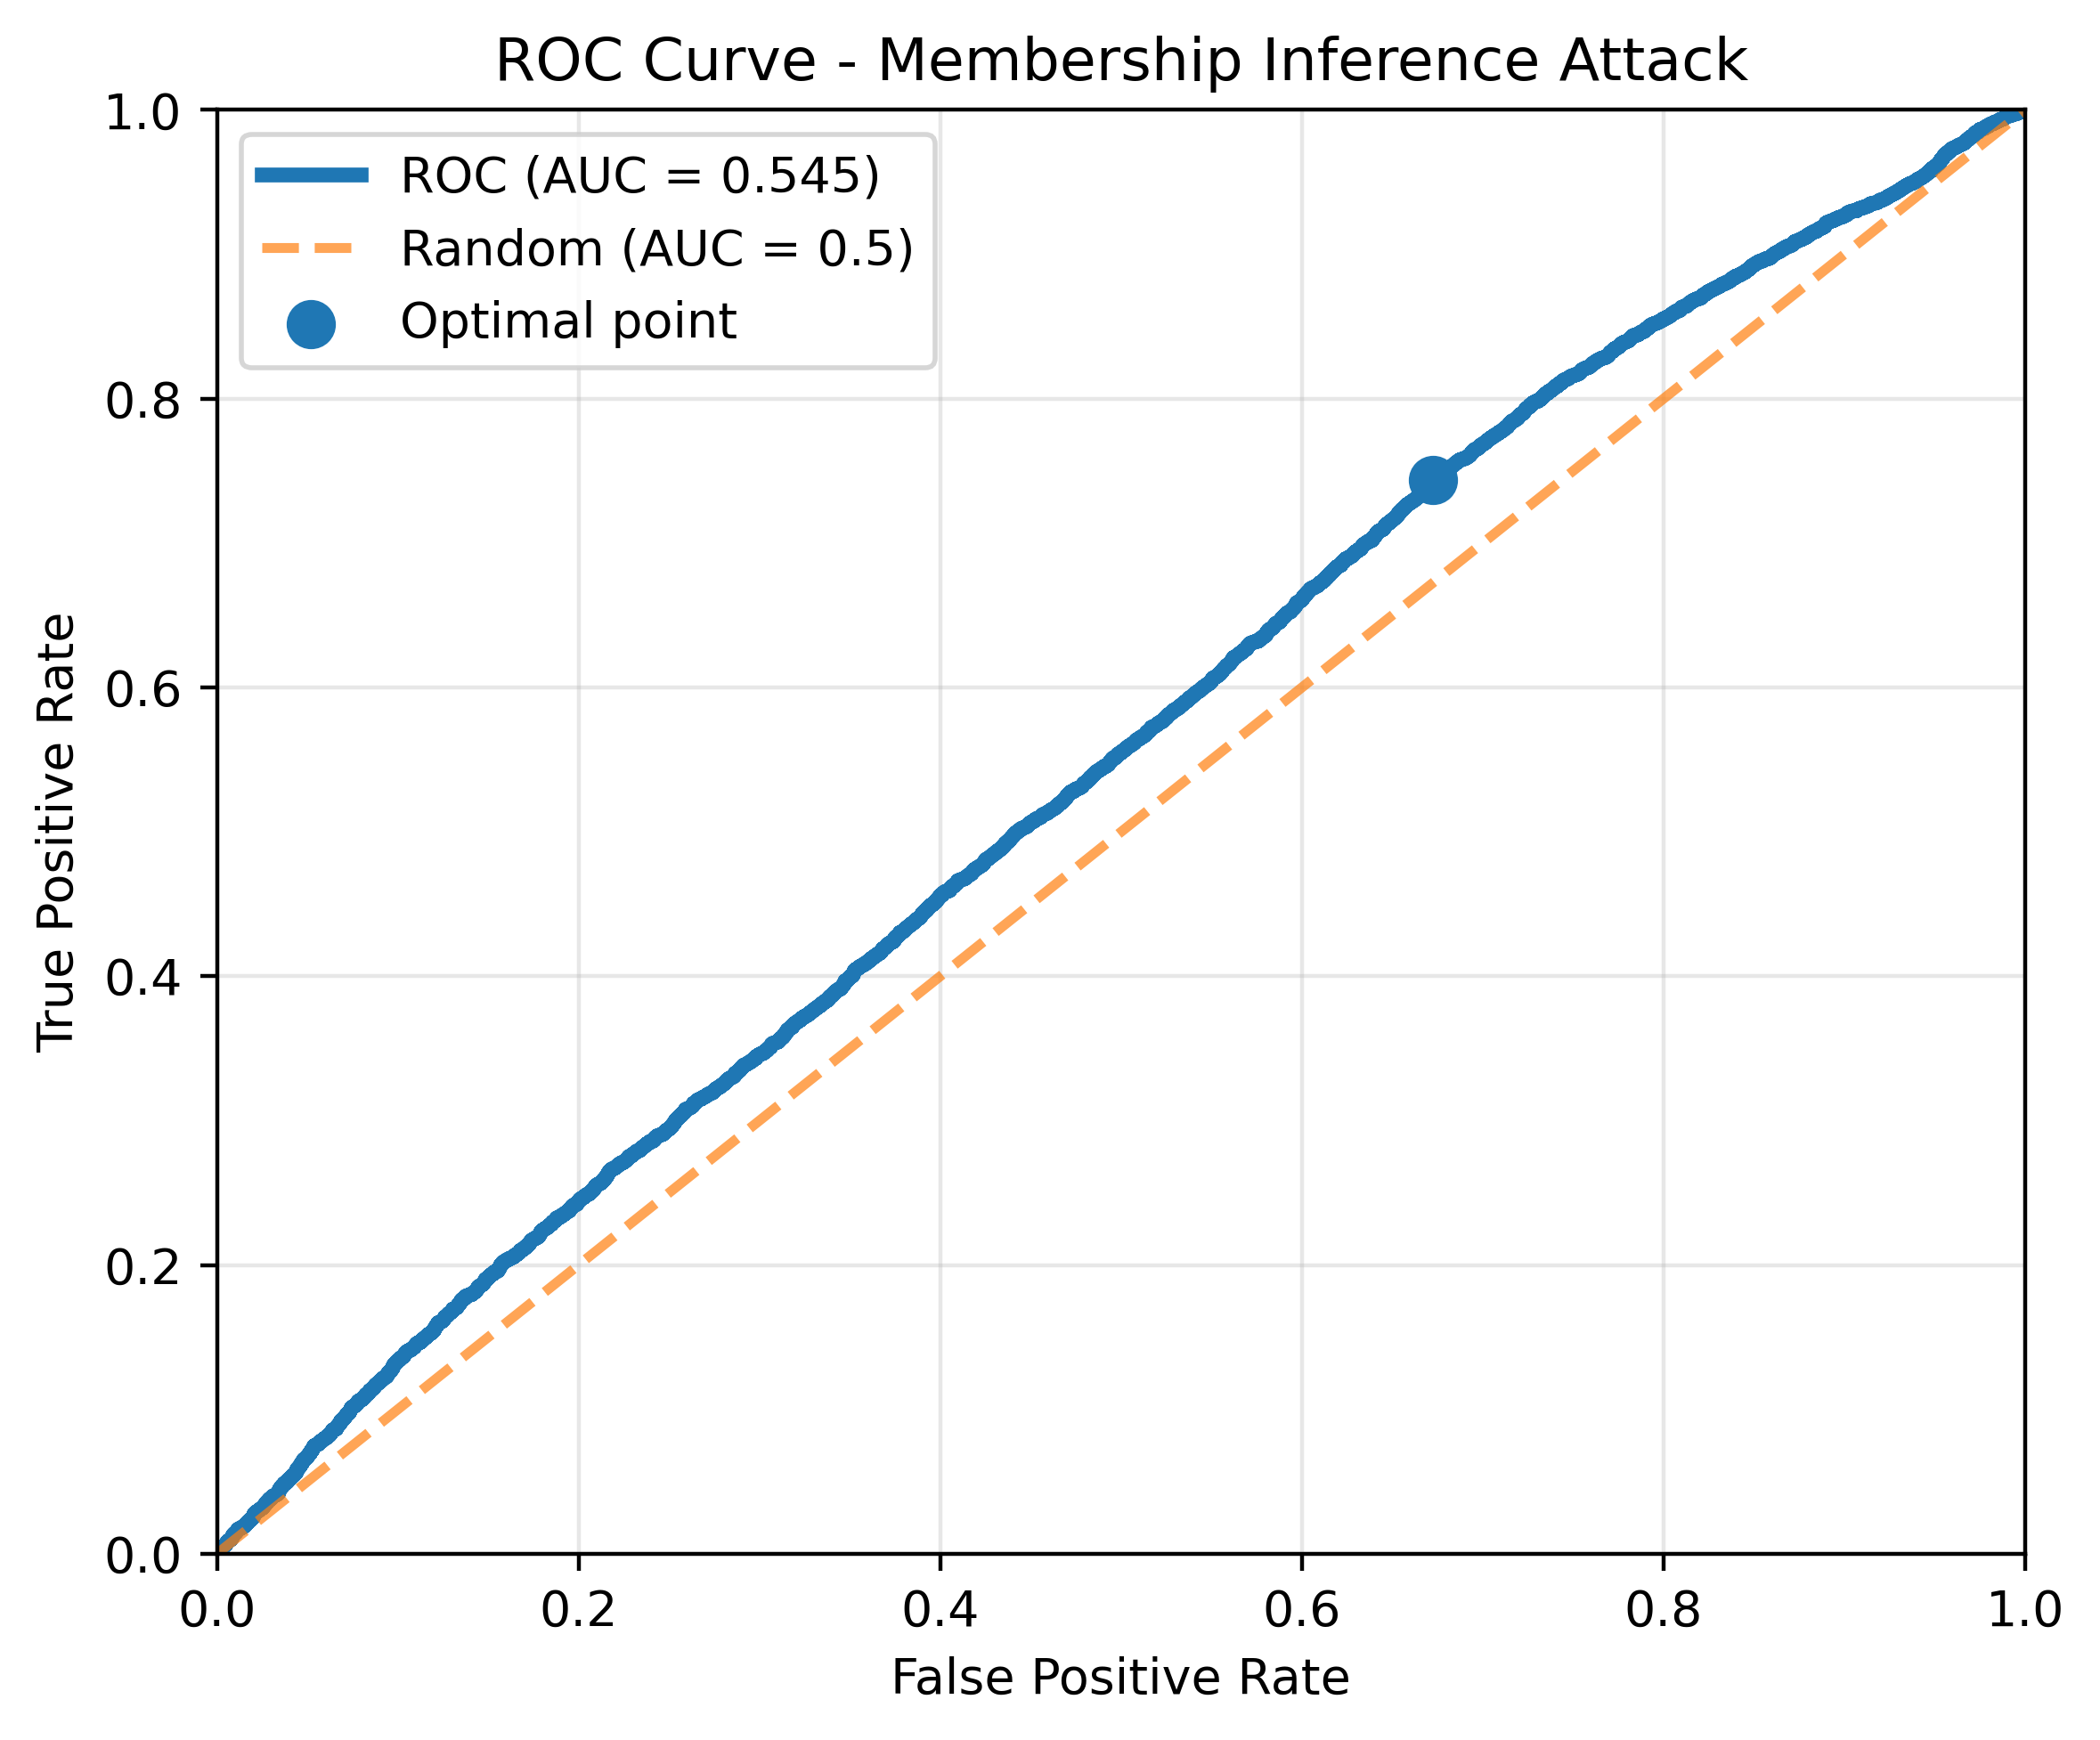 ROC Curve - Membership Inference Attack
ROC (AUC = 0.545)
Random (AUC = 0.5)
Optimal point
True Positive Rate
1.0
0.8
0.6
0.4
0.2
0.0
0.0 0.2 0.4 0.6 0.8 1.0
False Positive Rate